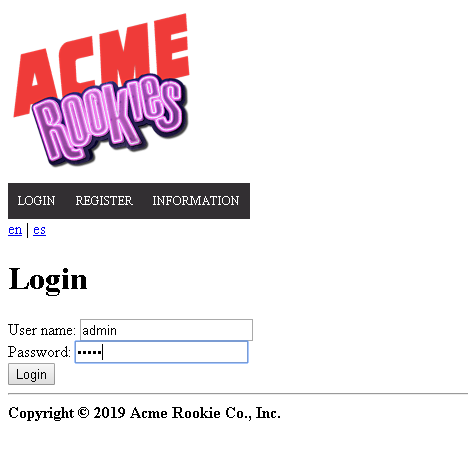 ACME
Rookies
LOGIN REGISTER INFORMATION
en | es
Login
User name: admin
Password: •••••
Login
Copyright © 2019 Acme Rookie Co., Inc.